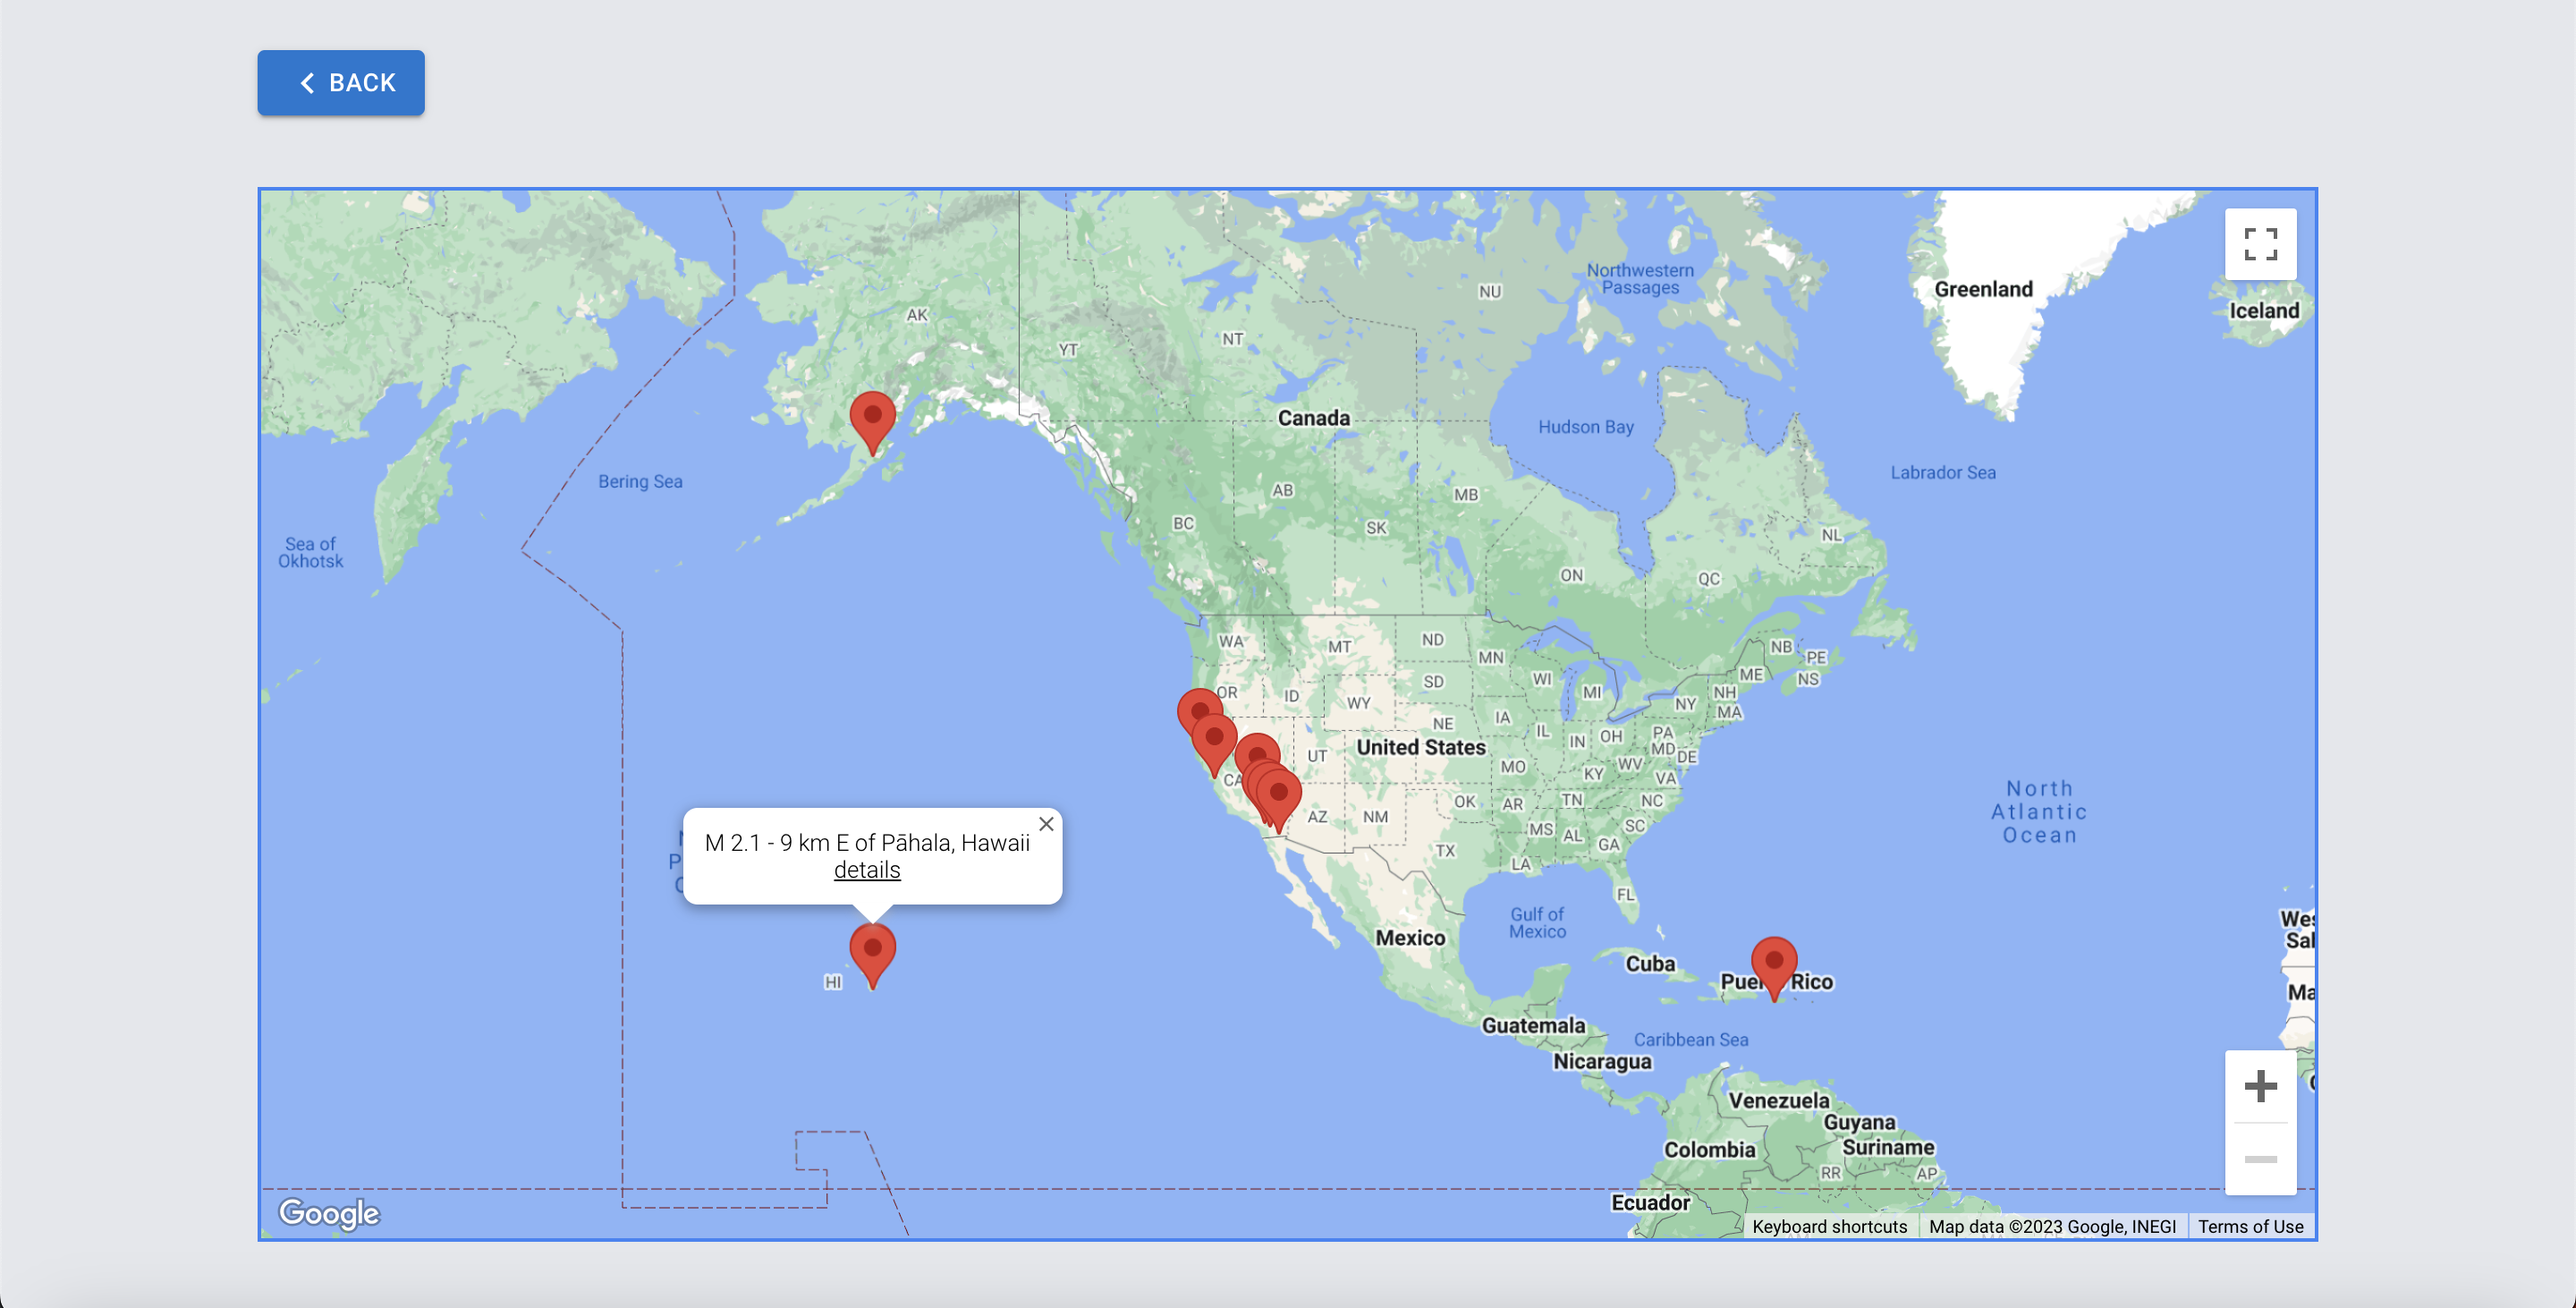 BACK
Northwestern
Passages
NU
Greenland
Iceland
AK
NT
YT
Canada
Hudson Bay
Labrador Sea
Bering Sea
AB
MB
BC
SK
NL
Sea of
Okhotsk
ON
QC
WA
MT
ND
MN
NB
PE
ME
NS
OR
ID
WY
SD
WI
MI
NH
NY
MA
NE
IA
IL
IN
OH
PA
MD
DE
UT
United States
MO
KY
WV
VA
CA
AZ
NM
OK
AR
TN
NC
MS
AL
SC
GA
TX
LA
FL
North
Atlantic
Ocean
M 2.1 - 9 km E of Pāhala, Hawaii
details
HI
Gulf of
Mexico
Mexico
Cuba
Rico
Guatemala
Caribbean Sea
Nicaragua
Venezuela
Guyana
Suriname
Colombia
RR
AP
Ecuador
Google
Keyboard shortcuts
Map data ©2023 Google, INEGI
Terms of Use